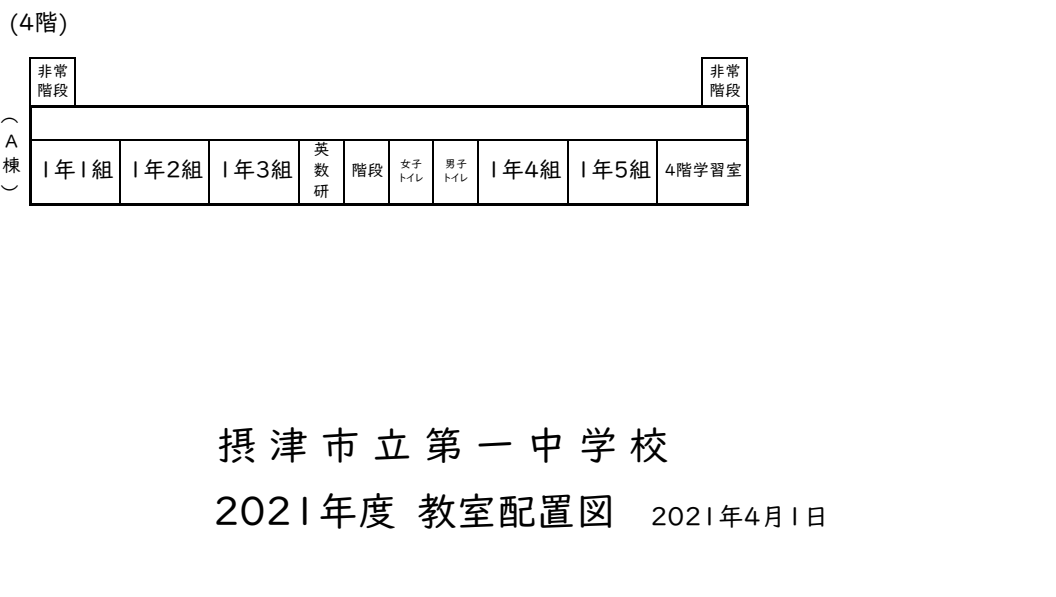 (4階)
非常
階段
非常
階段
（A棟）
1年1組
1年2組
1年3組
英
数
研
階段
女子
トイレ
男子
トイレ
1年4組
1年5組
4階学習室
摂津市立第一中学校
2021年度 教室配置図 2021年4月1日